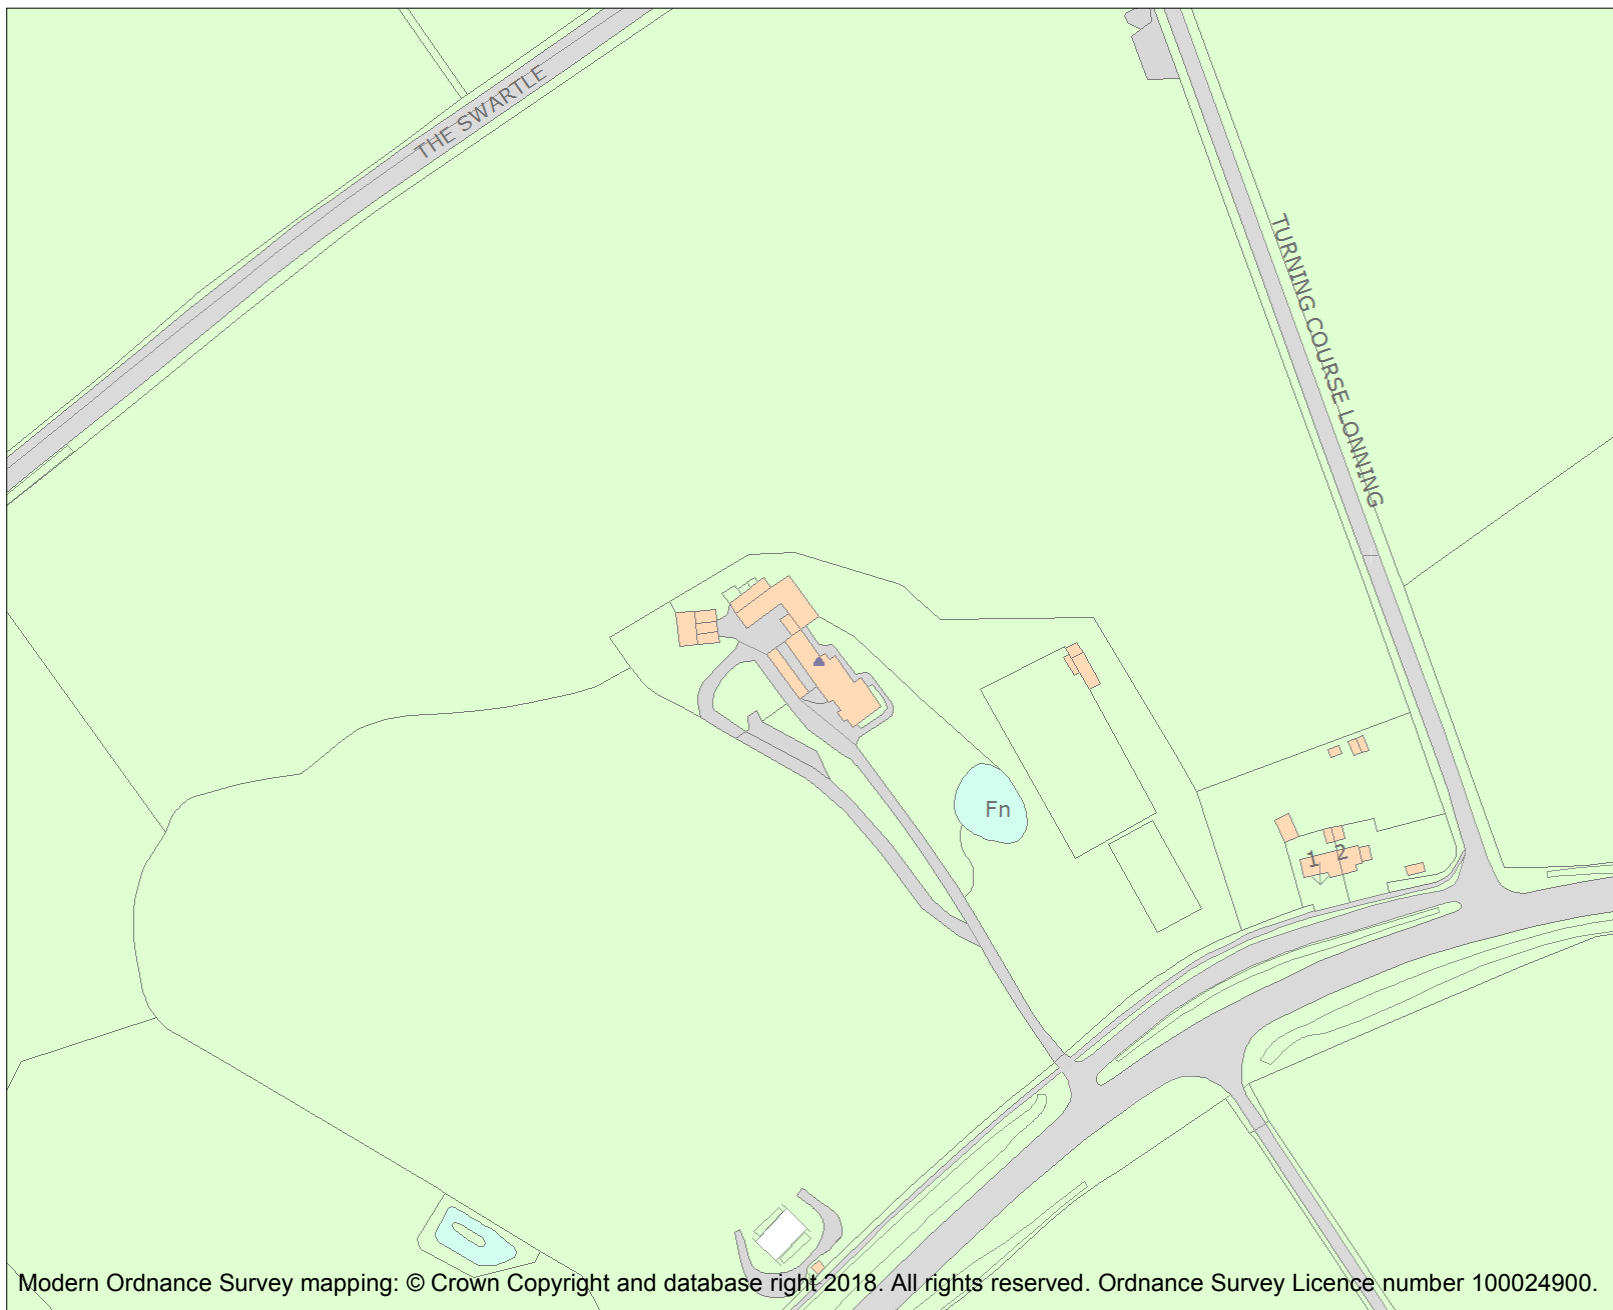 THE SWARTLE
TURNING COURSE LONNING
Fn
1
2
Modern Ordnance Survey mapping: © Crown Copyright and database right 2018. All rights reserved. Ordnance Survey Licence number 100024900.